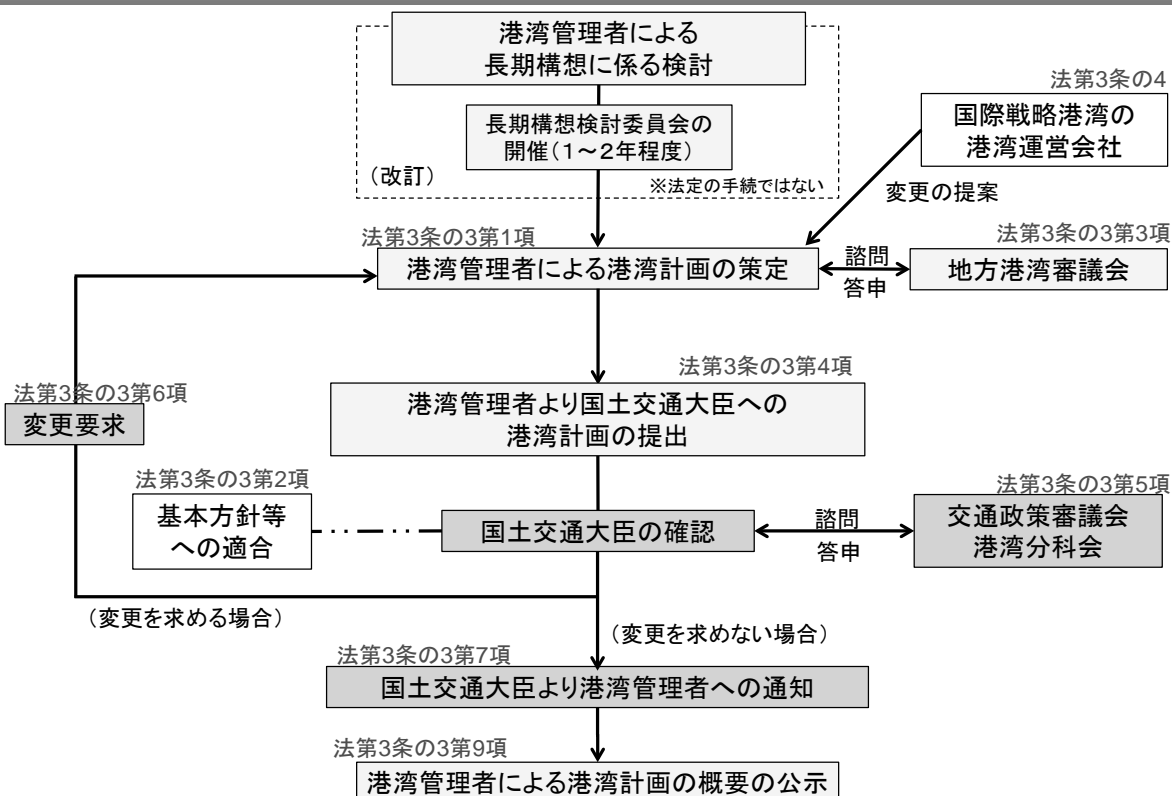 港湾管理者による
長期構想に係る検討
長期構想検討委員会の
開催(1～2年程度)
(改訂)
※法定の手続ではない
法第3条の4
国際戦略港湾の
港湾運営会社
変更の提案
法第3条の3第1項
港湾管理者による港湾計画の策定
諮問
答申
法第3条の3第3項
地方港湾審議会
法第3条の3第4項
港湾管理者より国土交通大臣への
港湾計画の提出
法第3条の3第6項
変更要求
法第3条の3第2項
基本方針等
への適合
国土交通大臣の確認
諮問
答申
法第3条の3第5項
交通政策審議会
港湾分科会
(変更を求める場合)
(変更を求めない場合)
法第3条の3第7項
国土交通大臣より港湾管理者への通知
法第3条の3第9項
港湾管理者による港湾計画の概要の公示